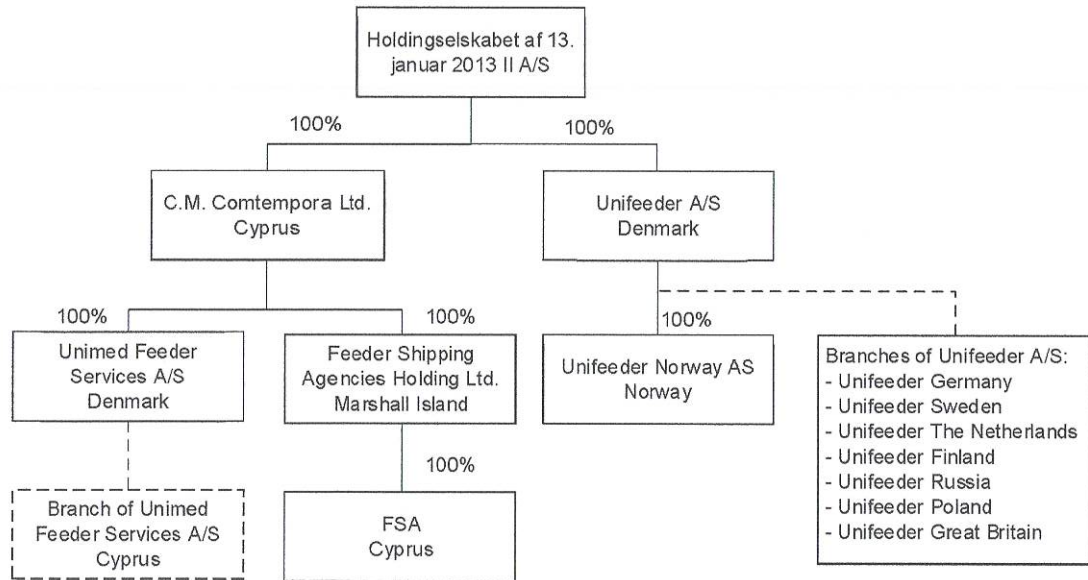 Holdingselskabet af 13.
januar 2013 II A/S
100%
100%
C.M. Comtempora Ltd.
Cyprus
Unifeeder A/S
Denmark
100%
100%
100%
Unimed Feeder
Services A/S
Denmark
Feeder Shipping
Agencies Holding Ltd.
Marshall Island
Unifeeder Norway AS
Norway
Branches of Unifeeder A/S:
- Unifeeder Germany
- Unifeeder Sweden
- Unifeeder The Netherlands
- Unifeeder Finland
- Unifeeder Russia
- Unifeeder Poland
- Unifeeder Great Britain
100%
Branch of Unimed
Feeder Services A/S
Cyprus
FSA
Cyprus